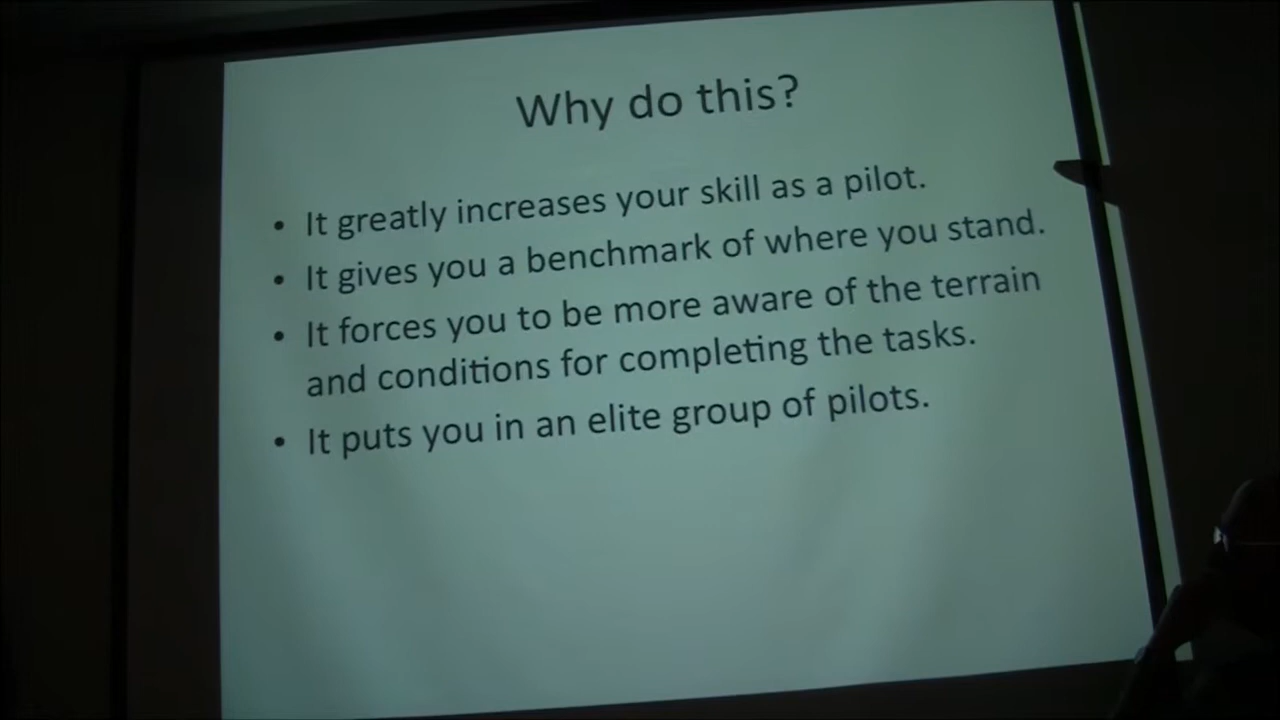 Why do this?
• It greatly increases your skill as a pilot.
• It gives you a benchmark of where you stand.
• It forces you to be more aware of the terrain
and conditions for completing the tasks.
• It puts you in an elite group of pilots.